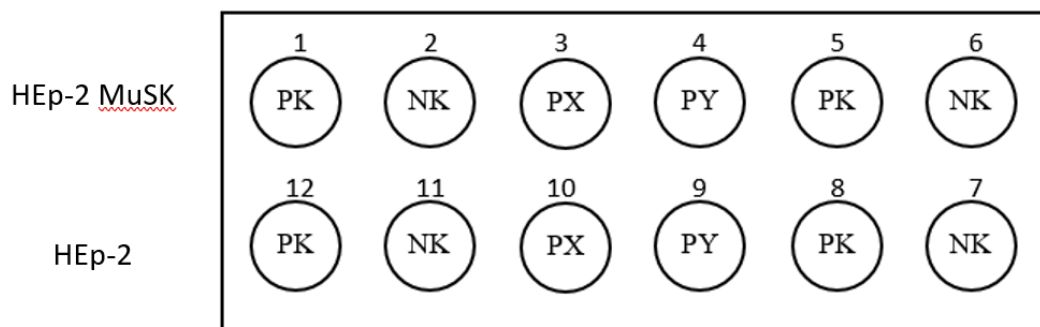 1 2 3 4 5 6
HEp-2 MuSK PK NK PX PY PK NK
12 11 10 9 8 7
HEp-2 PK NK PX PY PK NK